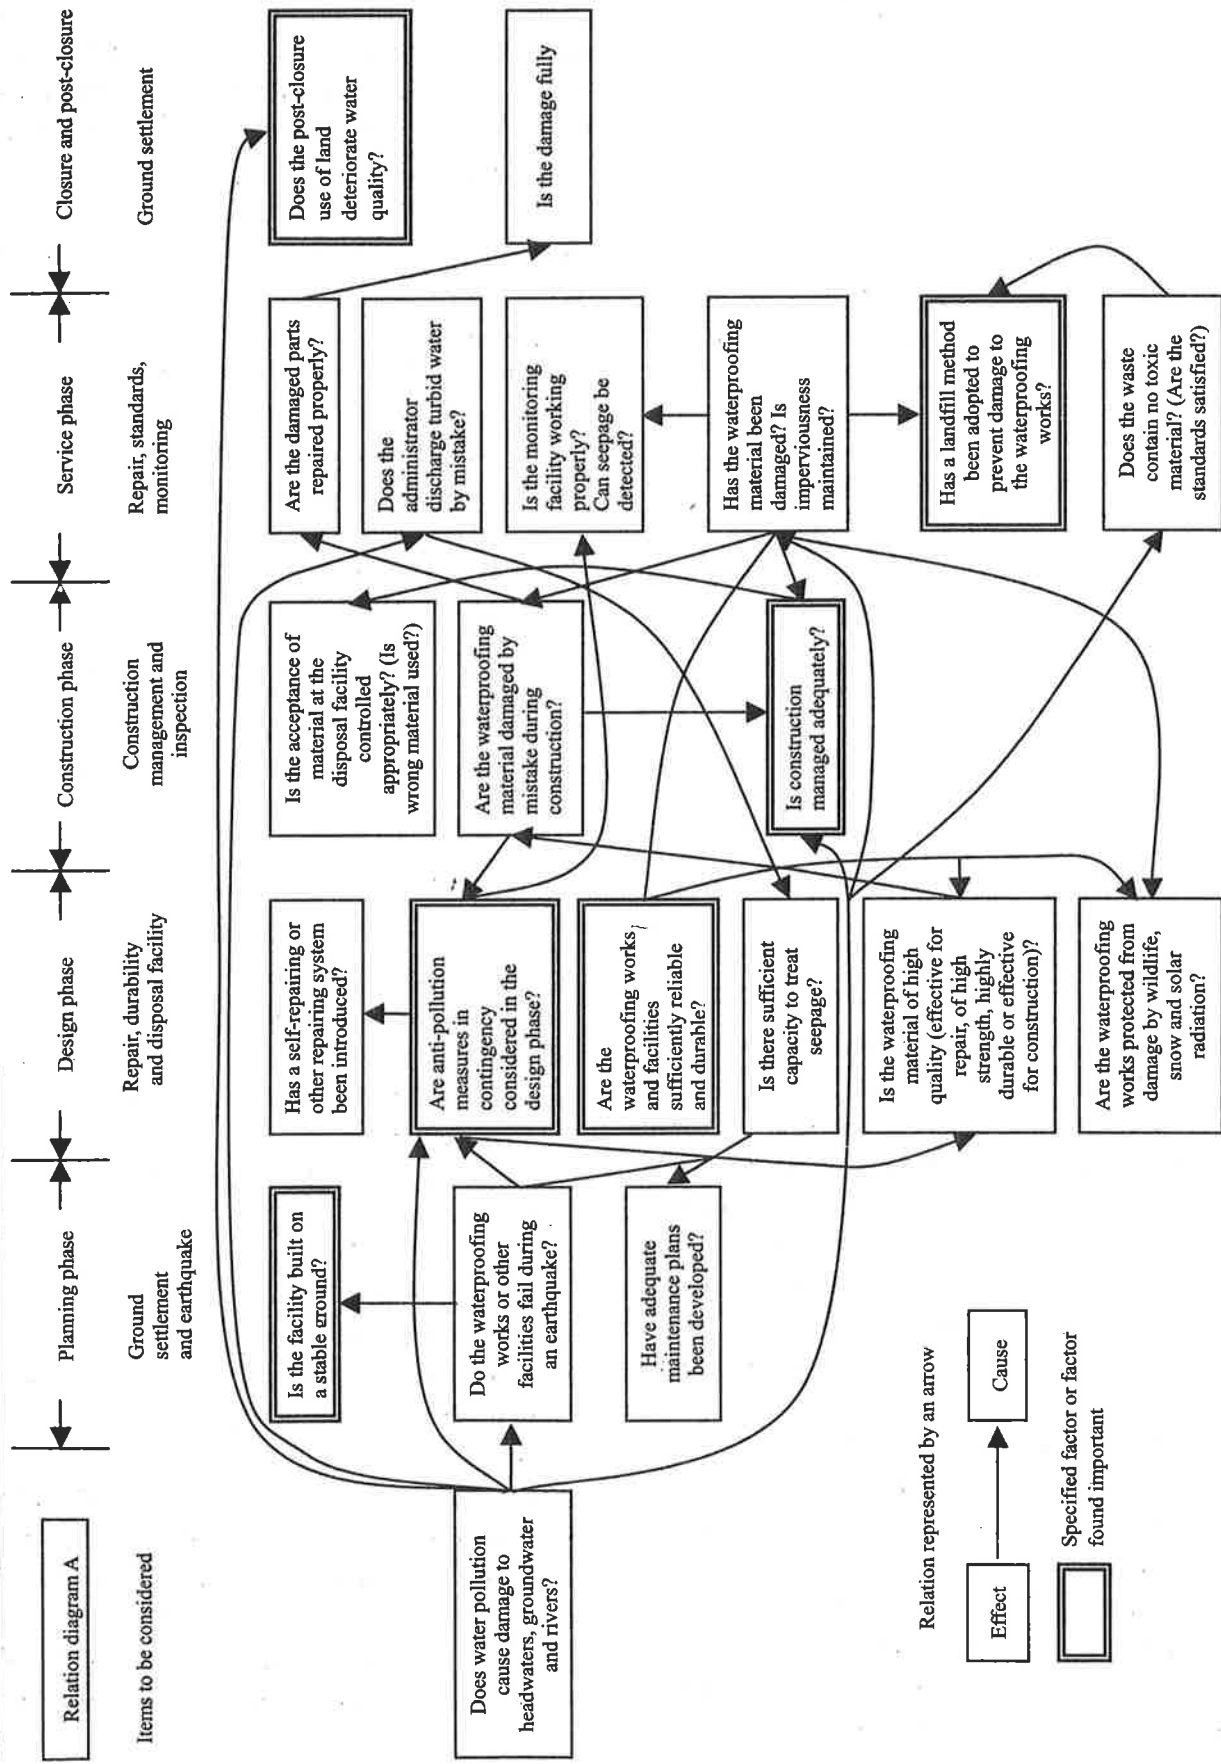 Relation diagram A
Planning phase
Design phase
Construction phase
Service phase
Closure and post-closure
Items to be considered
Ground
settlement
and earthquake
Repair, durability
and disposal facility
Construction
management and
inspection
Repair, standards,
monitoring
Ground settlement
Does water pollution
cause damage to
headwaters, groundwater
and rivers?
Is the facility built on
a stable ground?
Do the waterproofing
works or other
facilities fail during
an earthquake?
Have adequate
maintenance plans
been developed?
Has a self-repairing or
other repairing system
been introduced?
Are anti-pollution
measures in
contingency
considered in the
design phase?
Are the
waterproofing works
and facilities
sufficiently reliable
and durable?
Is there sufficient
capacity to treat
seepage?
Is the waterproofing
material of high
quality (effective for
repair, of high
strength, highly
durable or effective
for construction)?
Are the waterproofing
works protected from
damage by wildlife,
snow and solar
radiation?
Is the acceptance of
material at the
disposal facility
controlled
appropriately? (Is
wrong material used?)
Are the waterproofing
material damaged by
mistake during
construction?
Is construction
managed adequately?
Are the damaged parts
repaired properly?
Does the
administrator
discharge turbid water
by mistake?
Is the monitoring
facility working
properly?
Can seepage be
detected?
Has the waterproofing
material been
damaged? Is
imperviousness
maintained?
Has a landfill method
been adopted to
prevent damage to
the waterproofing
works?
Does the waste
contain no toxic
material? (Are the
standards satisfied?)
Does the post-closure
use of land
deteriorate water
quality?
Is the damage fully
Relation represented by an arrow
Effect
Cause
Specified factor or factor
found important